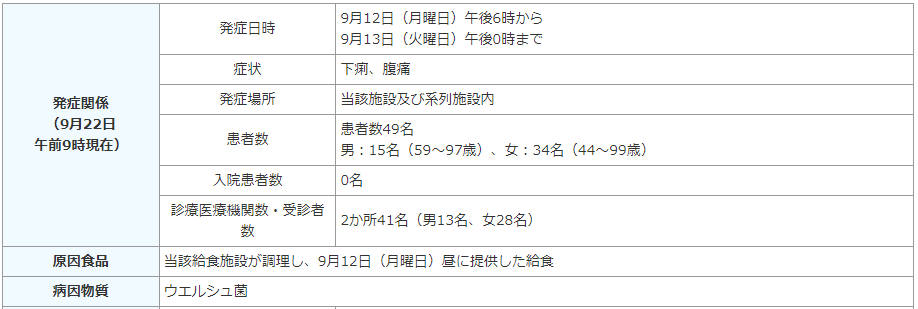 発症関係
（9月22日
午前9時現在）
発症日時
9月12日（月曜日）午後6時から
9月13日（火曜日）午後0時まで
症状
下痢、腹痛
発症場所
当該施設及び系列施設内
患者数
患者数49名
男：15名（59～97歳）、女：34名（44～99歳）
入院患者数
0名
診療医療機関数・受診者
数
2か所41名（男13名、女28名）
原因食品
当該給食施設が調理し、9月12日（月曜日）昼に提供した給食
病因物質
ウエルシュ菌